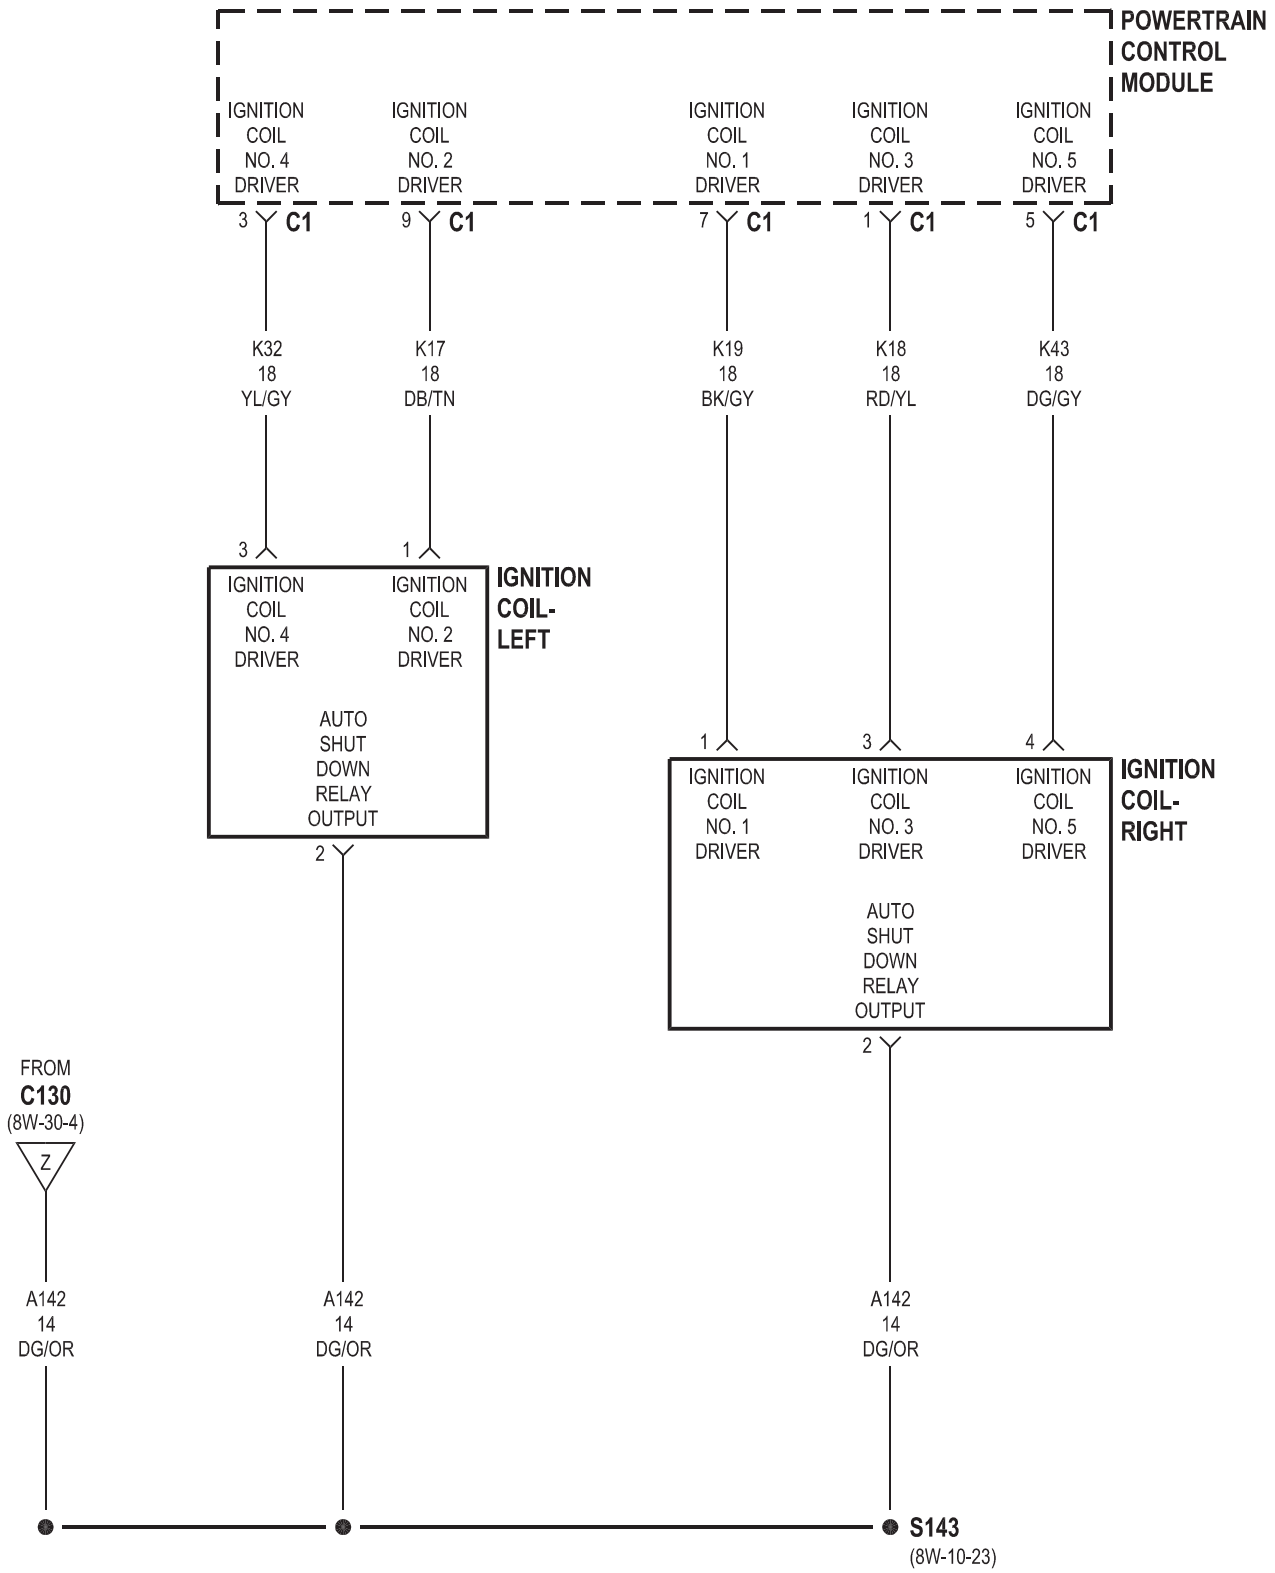 POWERTRAIN
CONTROL
MODULE
IGNITION
COIL
NO. 4
DRIVER
IGNITION
COIL
NO. 2
DRIVER
IGNITION
COIL
NO. 1
DRIVER
IGNITION
COIL
NO. 3
DRIVER
IGNITION
COIL
NO. 5
DRIVER
3 C1
9 C1
7 C1
1 C1
5 C1
K32
18
YL/GY
K17
18
DB/TN
K19
18
BK/GY
K18
18
RD/YL
K43
18
DG/GY
3
1
IGNITION
COIL-
LEFT
IGNITION
COIL
NO. 4
DRIVER
IGNITION
COIL
NO. 2
DRIVER
AUTO
SHUT
DOWN
RELAY
OUTPUT
2
1
3
4
IGNITION
COIL-
RIGHT
IGNITION
COIL
NO. 1
DRIVER
IGNITION
COIL
NO. 3
DRIVER
IGNITION
COIL
NO. 5
DRIVER
AUTO
SHUT
DOWN
RELAY
OUTPUT
2
FROM
C130
(8W-30-4)
Z
A142
14
DG/OR
A142
14
DG/OR
A142
14
DG/OR
S143
(8W-10-23)